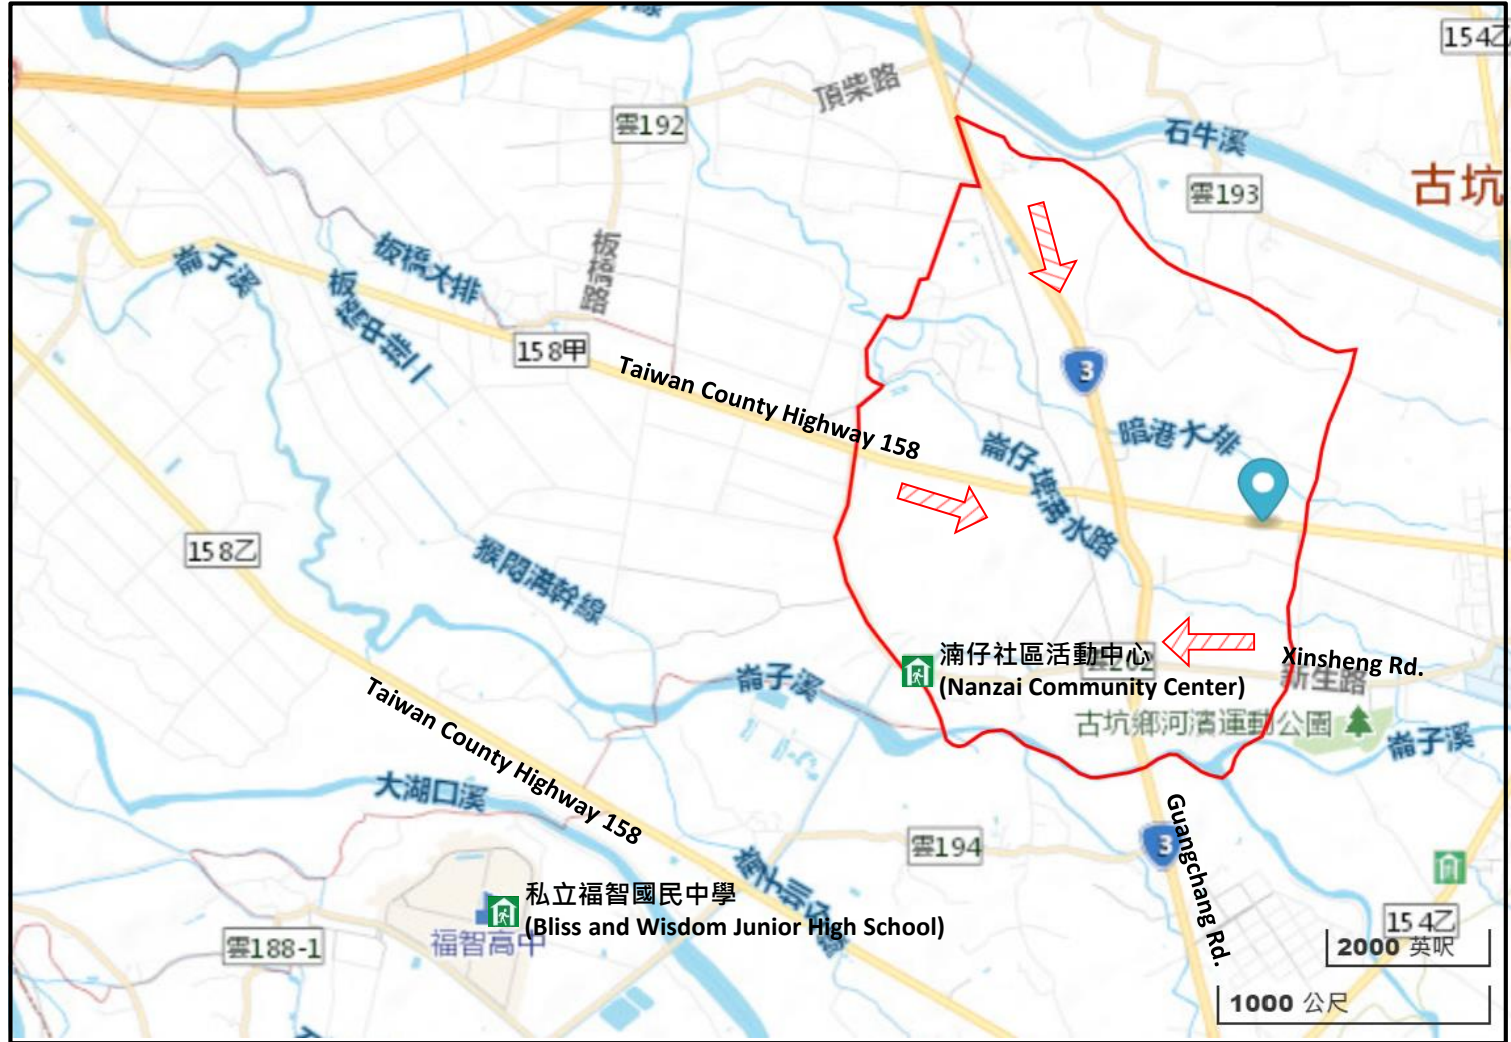 154乙
頂柴路
雲192
石牛溪
雲193
古坑
崙子溪
板橋大排
板橋路
板橋中排二
158甲
Taiwan County Highway 158
3
暗港大排
崙仔埤溝水路
158乙
猴悶溝幹線
湳仔社區活動中心
(Nanzai Community Center)
Xinsheng Rd.
新生路
崙子溪
古坑鄉河濱運動公園
崙子溪
Taiwan County Highway 158
大湖口溪
Guangchang Rd.
3
雲194
私立福智國民中學
(Bliss and Wisdom Junior High School)
福智高中
雲188-1
154乙
2000 英呎
1000 公尺